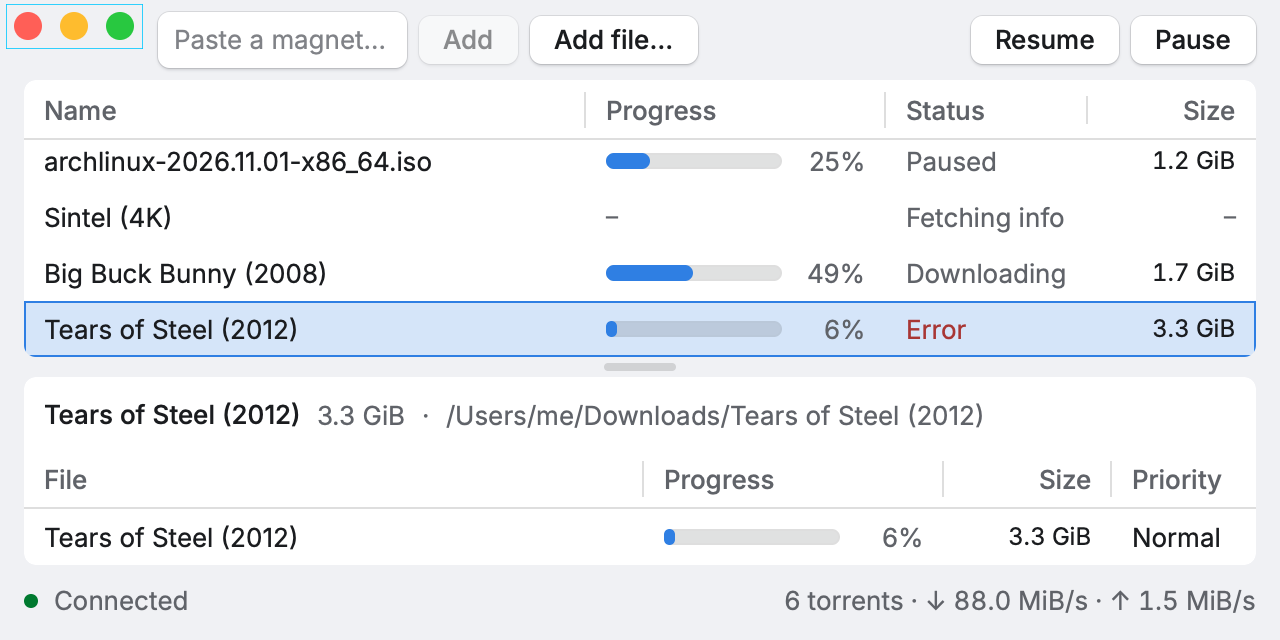 Paste a magnet... Add Add file... Resume Pause
Name Progress Status Size
archlinux-2026.11.01-x86_64.iso 25% Paused 1.2 GiB
Sintel (4K) – Fetching info –
Big Buck Bunny (2008) 49% Downloading 1.7 GiB
Tears of Steel (2012) 6% Error 3.3 GiB
Tears of Steel (2012) 3.3 GiB · /Users/me/Downloads/Tears of Steel (2012)
File Progress Size Priority
Tears of Steel (2012) 6% 3.3 GiB Normal
Connected 6 torrents · ↓ 88.0 MiB/s · ↑ 1.5 MiB/s